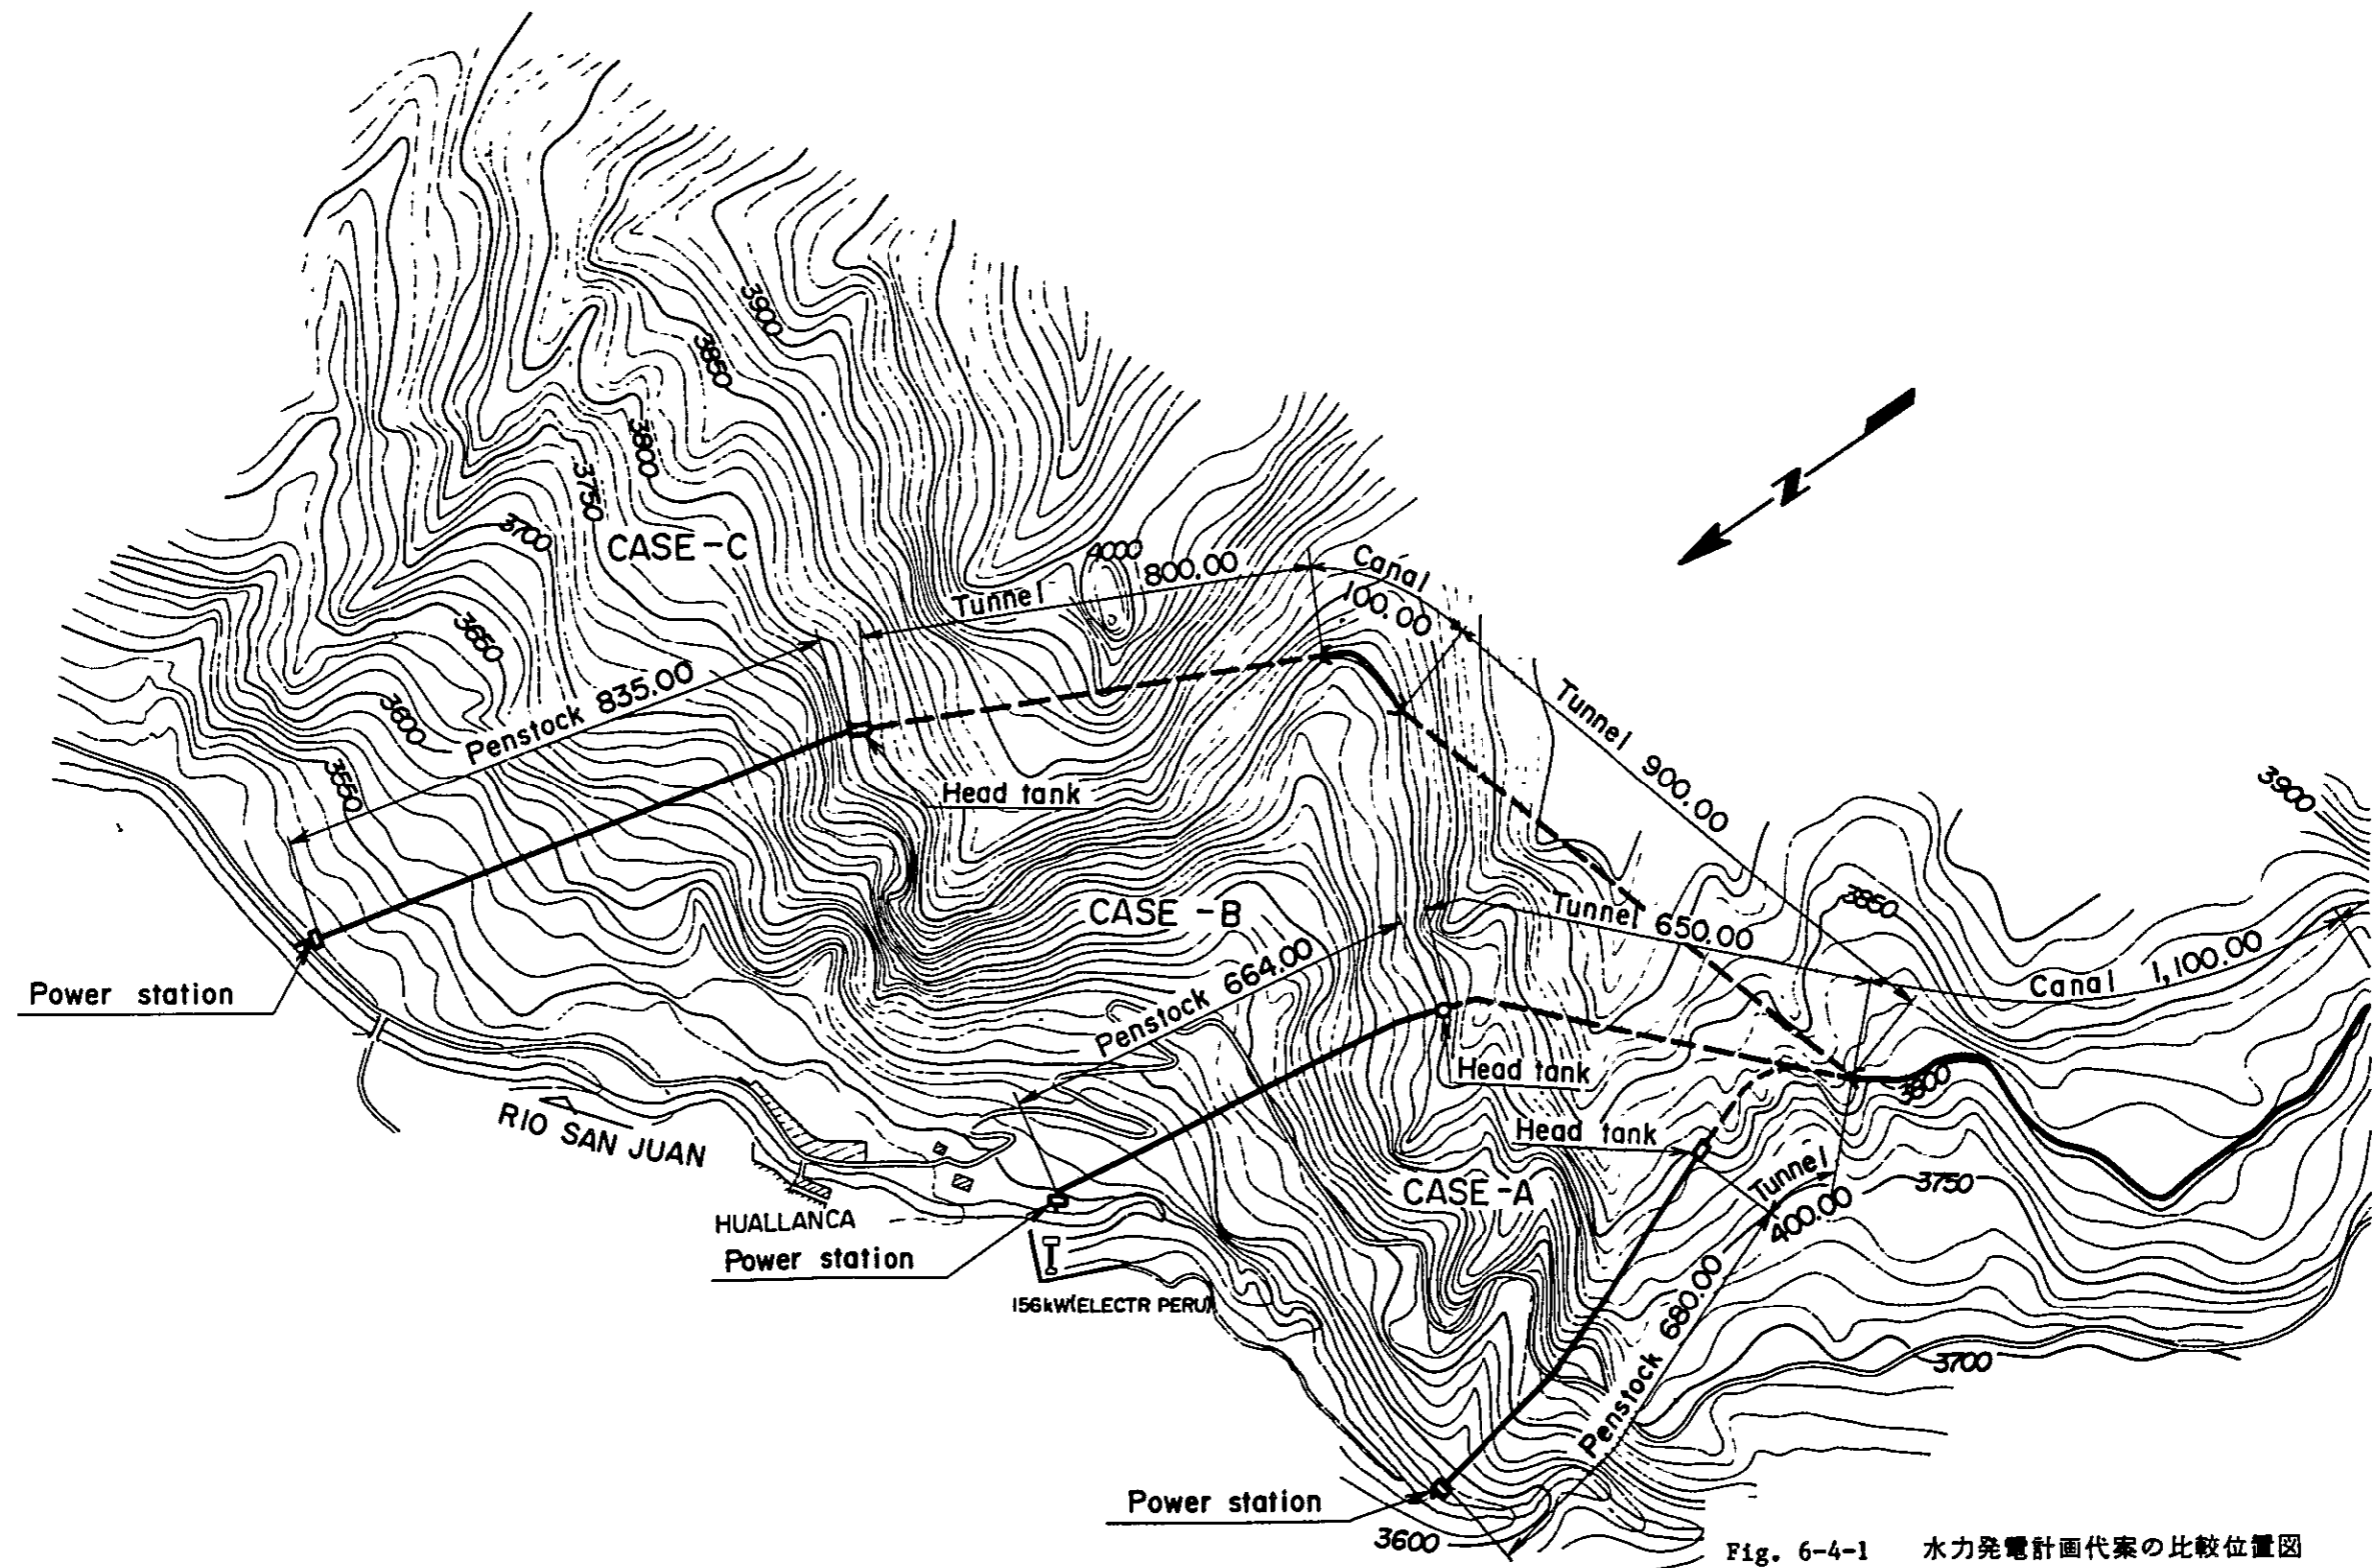 3900
3850
3800
3750
3700
CASE-C
4000
Tunnel 800.00
Canal
100.00
3650
3600
3550
Penstock 835.00
Tunnel 900.00
Head tank
3900
CASE-B
Tunnel 650.00
3850
Canal 1,100.00
Power station
Penstock 664.00
Head tank
3800
RIO SAN JUAN
Head tank
CASE-A
Tunnel
400.00
3750
HUALLANCA
Power station
156kW(ELECTR PERU)
Penstock 680.00
3700
Power station
3600
N
Fig. 6-4-1 水力発電計画代案の比較位置図